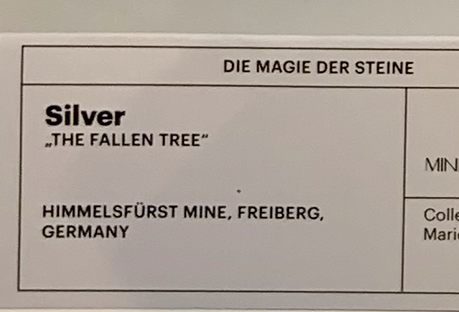 DIE MAGIE DER STEINE
Silver
„THE FALLEN TREE“
HIMMELSFÜRST MINE, FREIBERG,
GERMANY
MIN
Colle
Mari